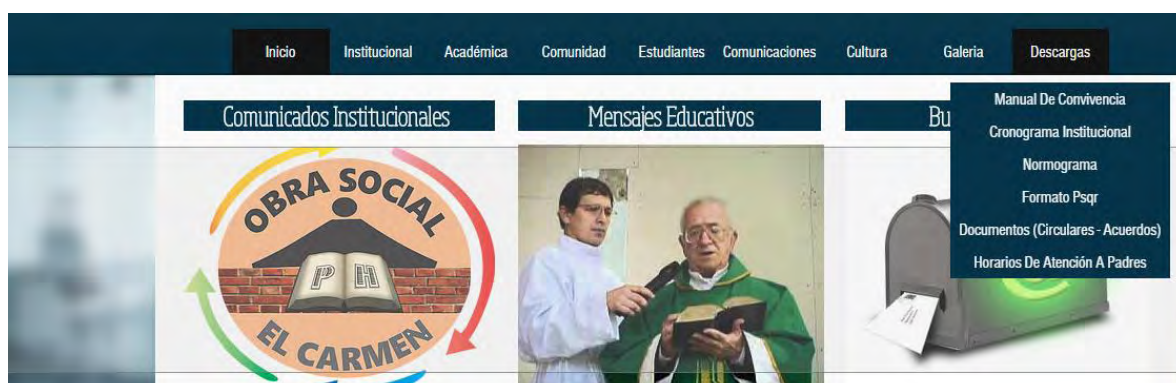 Inicio
Institucional
Académica
Comunidad
Estudiantes
Comunicaciones
Cultura
Galeria
Descargas
Manual De Convivencia
Cronograma Institucional
Normograma
Formato Psqr
Documentos (Circulares - Acuerdos)
Horarios De Atención A Padres
Comunicados Institucionales
Mensajes Educativos
Bu
OBRA SOCIAL
P H
EL CARMEN